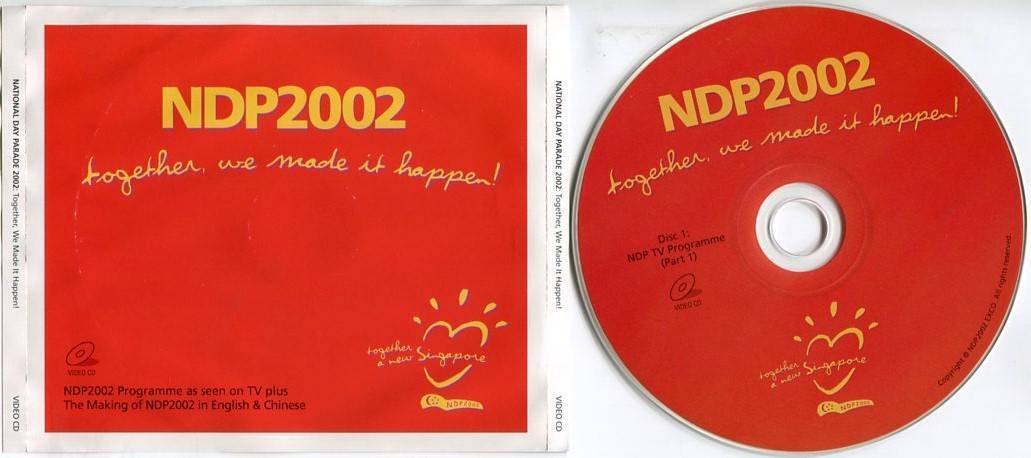 NATIONAL DAY PARADE 2002: Together, We Made It Happen!
VIDEO CD
NDP2002
together, we made it happen!
together
a new Singapore
NDP2002
VIDEO CD
NDP2002 Programme as seen on TV plus
The Making of NDP2002 in English & Chinese
NATIONAL DAY PARADE 2002: Together, We Made It Happen!
VIDEO CD
NDP2002
together, we made it happen!
Disc 1:
NDP TV Programme
(Part 1)
VIDEO CD
together
a new Singapore
NDP2002
Copyright © NDP2002 EXCO. All rights reserved.